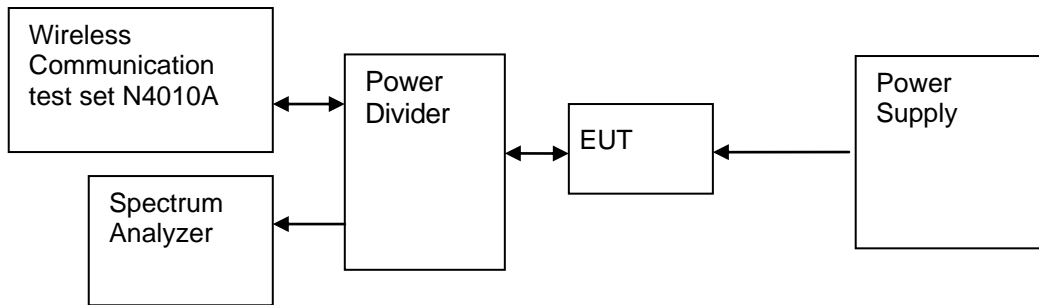 Wireless
Communication
test set N4010A
Power
Divider
EUT
Power
Supply
Spectrum
Analyzer